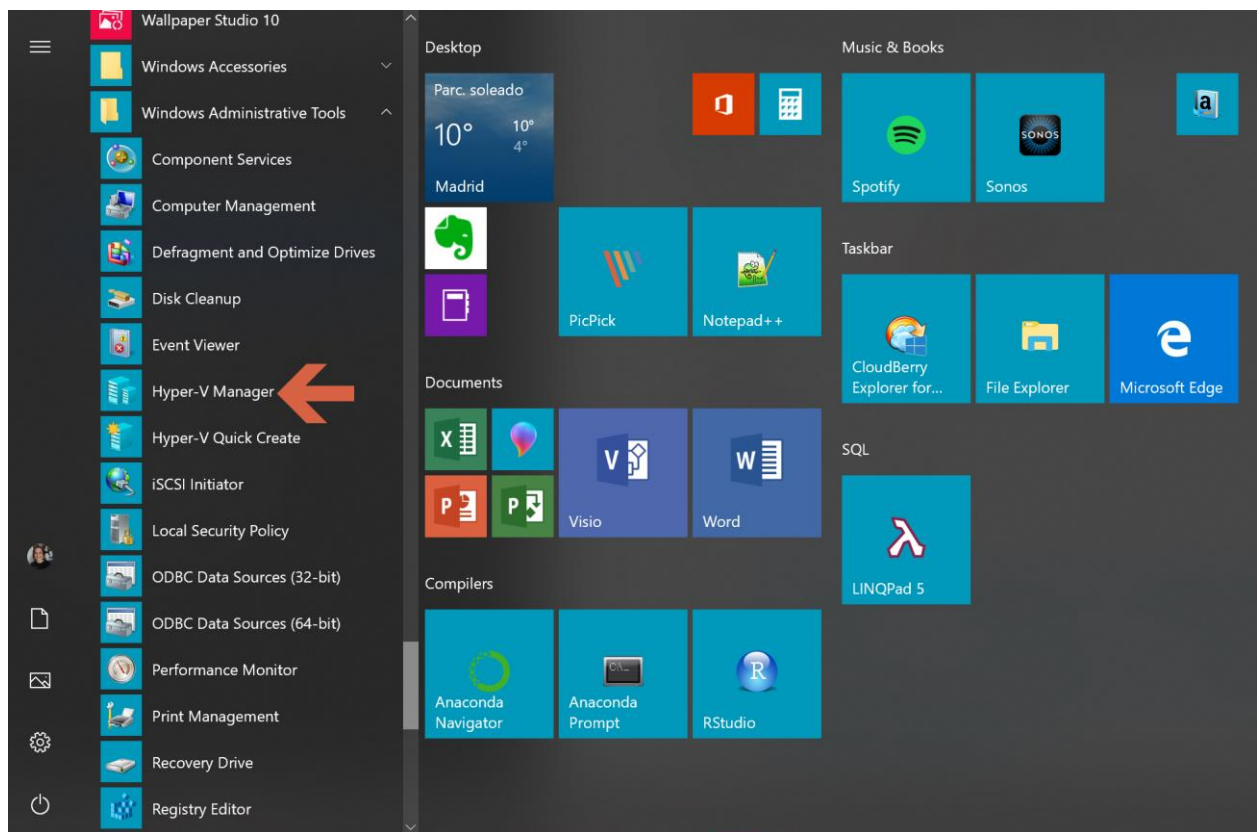 Wallpaper Studio 10
Windows Accessories
Windows Administrative Tools
Component Services
Computer Management
Defragment and Optimize Drives
Disk Cleanup
Event Viewer
Hyper-V Manager
Hyper-V Quick Create
iSCSI Initiator
Local Security Policy
ODBC Data Sources (32-bit)
ODBC Data Sources (64-bit)
Performance Monitor
Print Management
Recovery Drive
Registry Editor
Desktop
Parc. soleado
10° 10°
4°
Madrid
PicPick
Notepad++
Documents
X
P
P
V
Visio
W
Word
Compilers
Anaconda
Navigator
C:\_
Anaconda
Prompt
R
RStudio
Music & Books
Spotify
SONOS
Sonos
a
Taskbar
CloudBerry
Explorer for...
File Explorer
e
Microsoft Edge
SQL
LINQPad 5